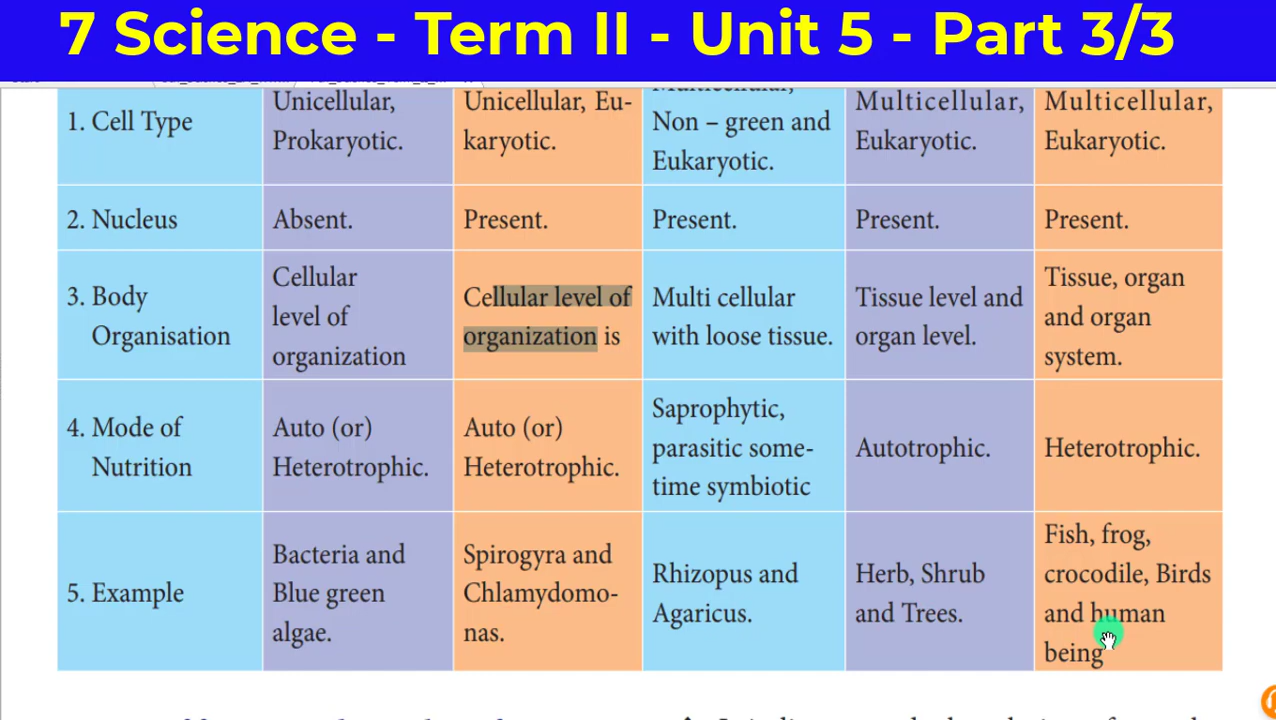 7 Science - Term II - Unit 5 - Part 3/3
1. Cell Type
Unicellular,
Prokaryotic.
Unicellular, Eu-
karyotic.
Multicellular,
Non – green and
Eukaryotic.
Multicellular,
Eukaryotic.
Multicellular,
Eukaryotic.
2. Nucleus
Absent.
Present.
Present.
Present.
Present.
3. Body
Organisation
Cellular
level of
organization
Cellular level of
organization is
Multi cellular
with loose tissue.
Tissue level and
organ level.
Tissue, organ
and organ
system.
4. Mode of
Nutrition
Auto (or)
Heterotrophic.
Auto (or)
Heterotrophic.
Saprophytic,
parasitic some-
time symbiotic
Autotrophic.
Heterotrophic.
5. Example
Bacteria and
Blue green
algae.
Spirogyra and
Chlamydomo-
nas.
Rhizopus and
Agaricus.
Herb, Shrub
and Trees.
Fish, frog,
crocodile, Birds
and human
being